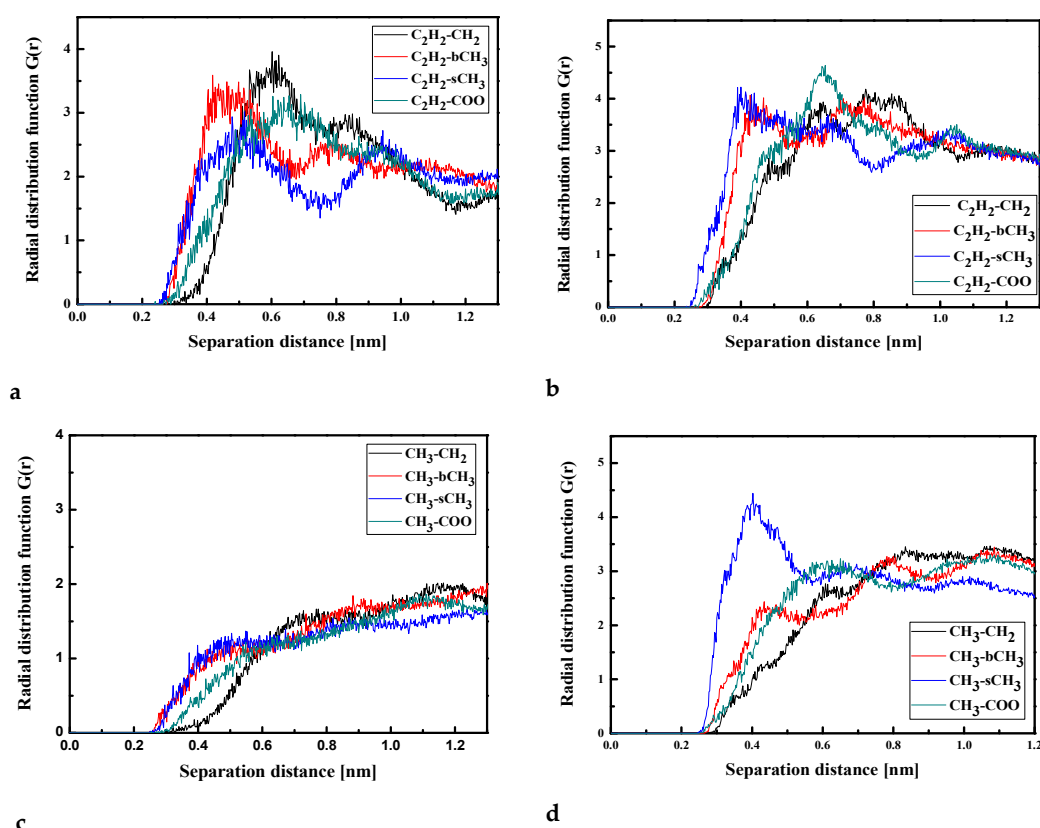 Radial distribution function G(r)
4
3
2
1
0
C₂H₂-CH₂
C₂H₂-bCH₃
C₂H₂-sCH₃
C₂H₂-COO
0.0 0.2 0.4 0.6 0.8 1.0 1.2
Separation distance [nm]
a
Radial distribution function G(r)
5
4
3
2
1
0
C₂H₂-CH₂
C₂H₂-bCH₃
C₂H₂-sCH₃
C₂H₂-COO
0.0 0.2 0.4 0.6 0.8 1.0 1.2
Separation distance [nm]
b
Radial distribution function G(r)
4
3
2
1
0
CH₃-CH₂
CH₃-bCH₃
CH₃-sCH₃
CH₃-COO
0.0 0.2 0.4 0.6 0.8 1.0 1.2
Separation distance [nm]
c
Radial distribution function G(r)
5
4
3
2
1
0
CH₃-CH₂
CH₃-bCH₃
CH₃-sCH₃
CH₃-COO
0.0 0.2 0.4 0.6 0.8 1.0 1.2
Separation distance [nm]
d